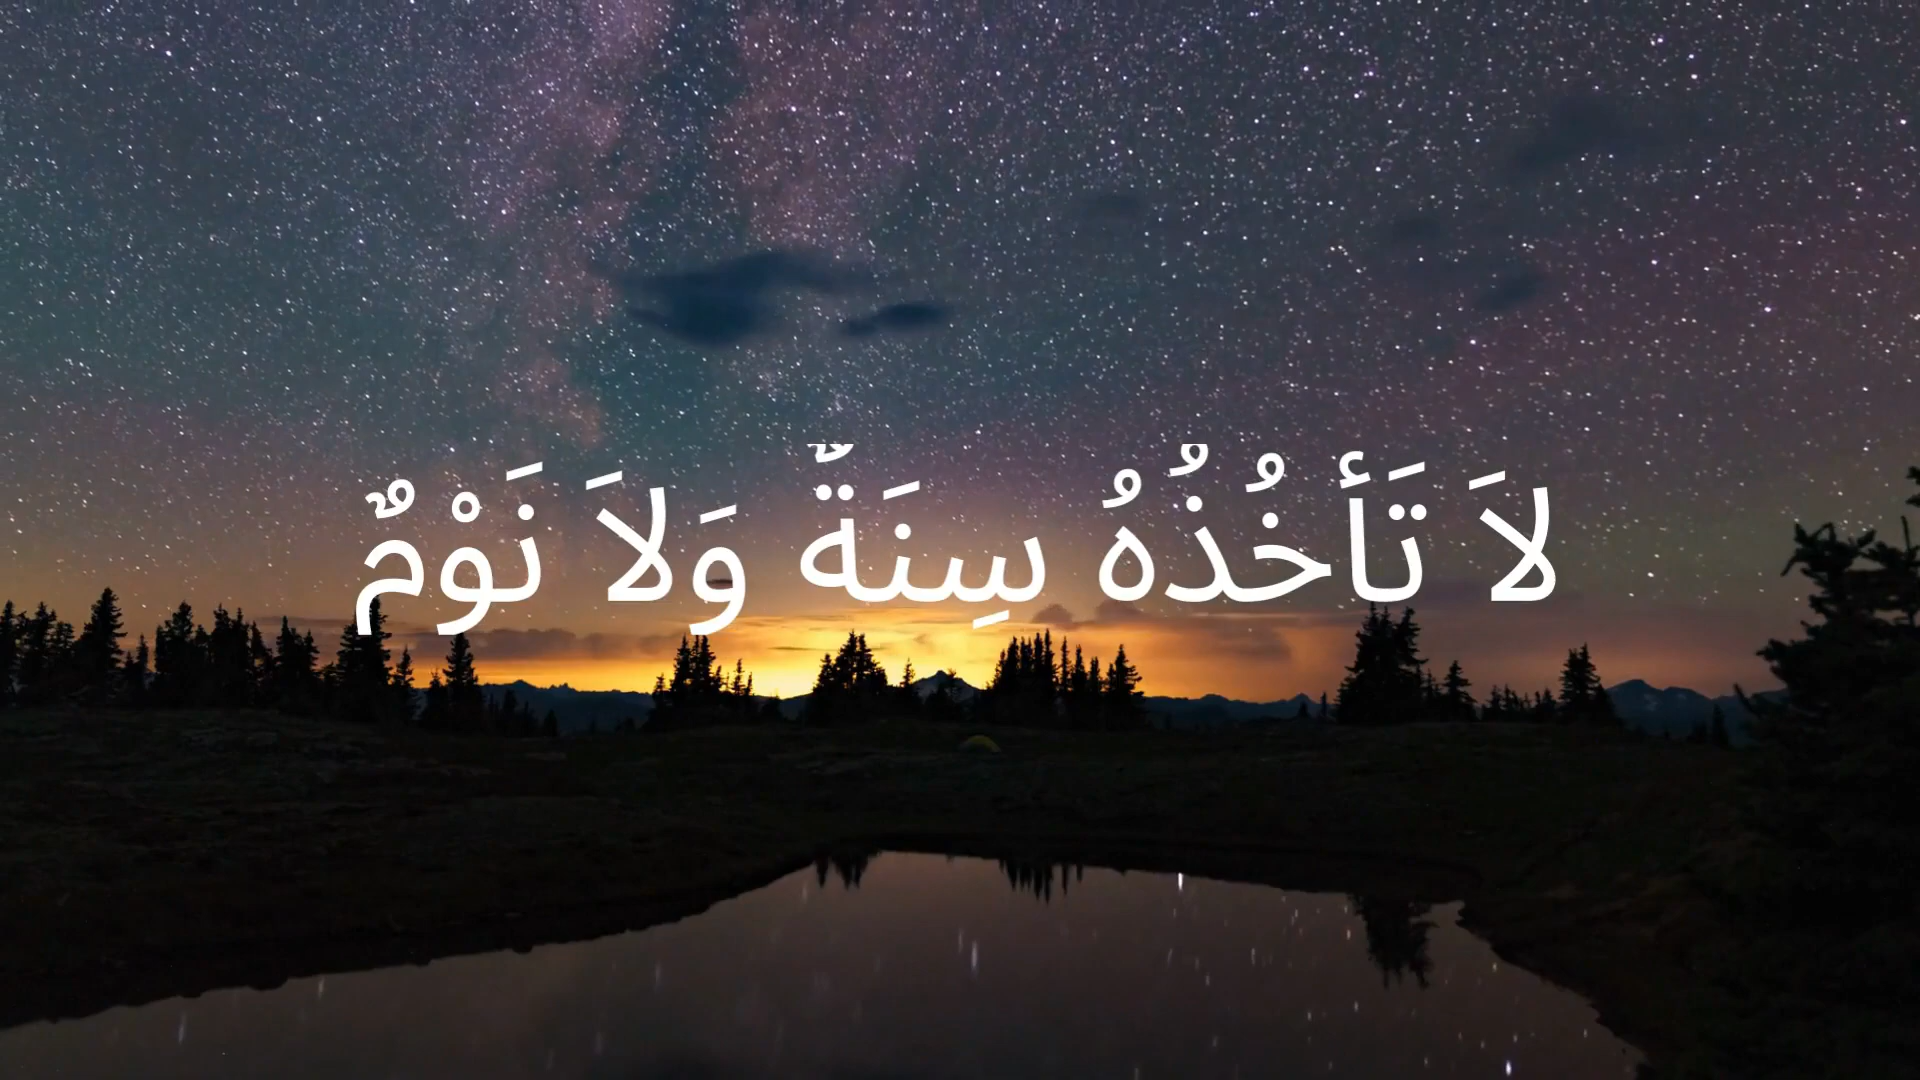 لاَ تَأخُذُهُ سِنَةٌ وَلاَ نَوْمٌ